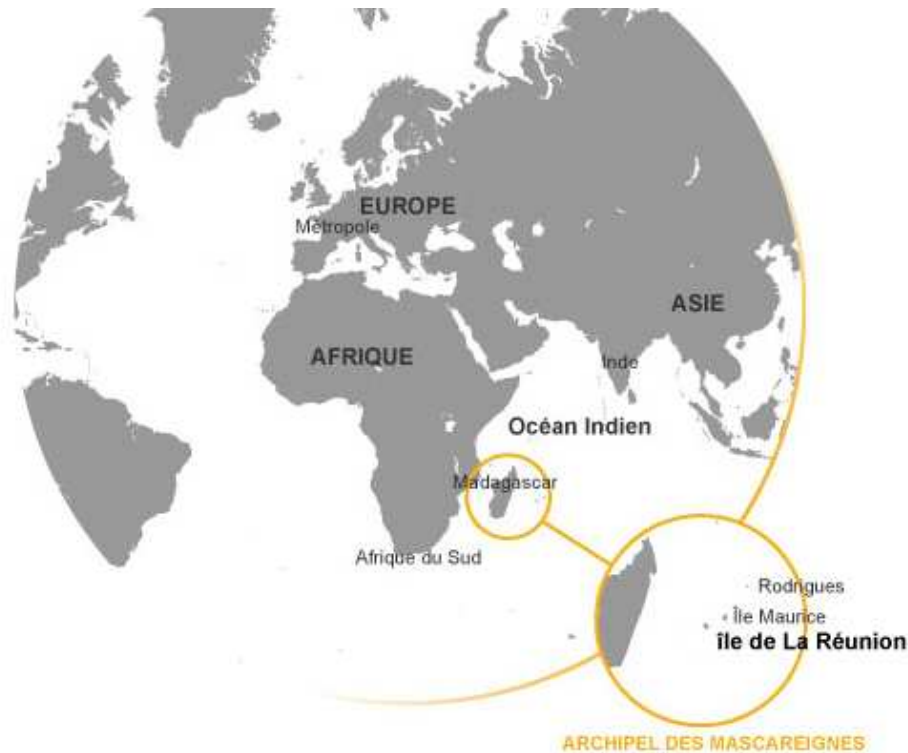 EUROPE
Métropole
ASIE
AFRIQUE
Inde
Océan Indien
Madagascar
Afrique du Sud
Rodrigues
Île Maurice
île de La Réunion
ARCHIPEL DES MASCAREIGNES